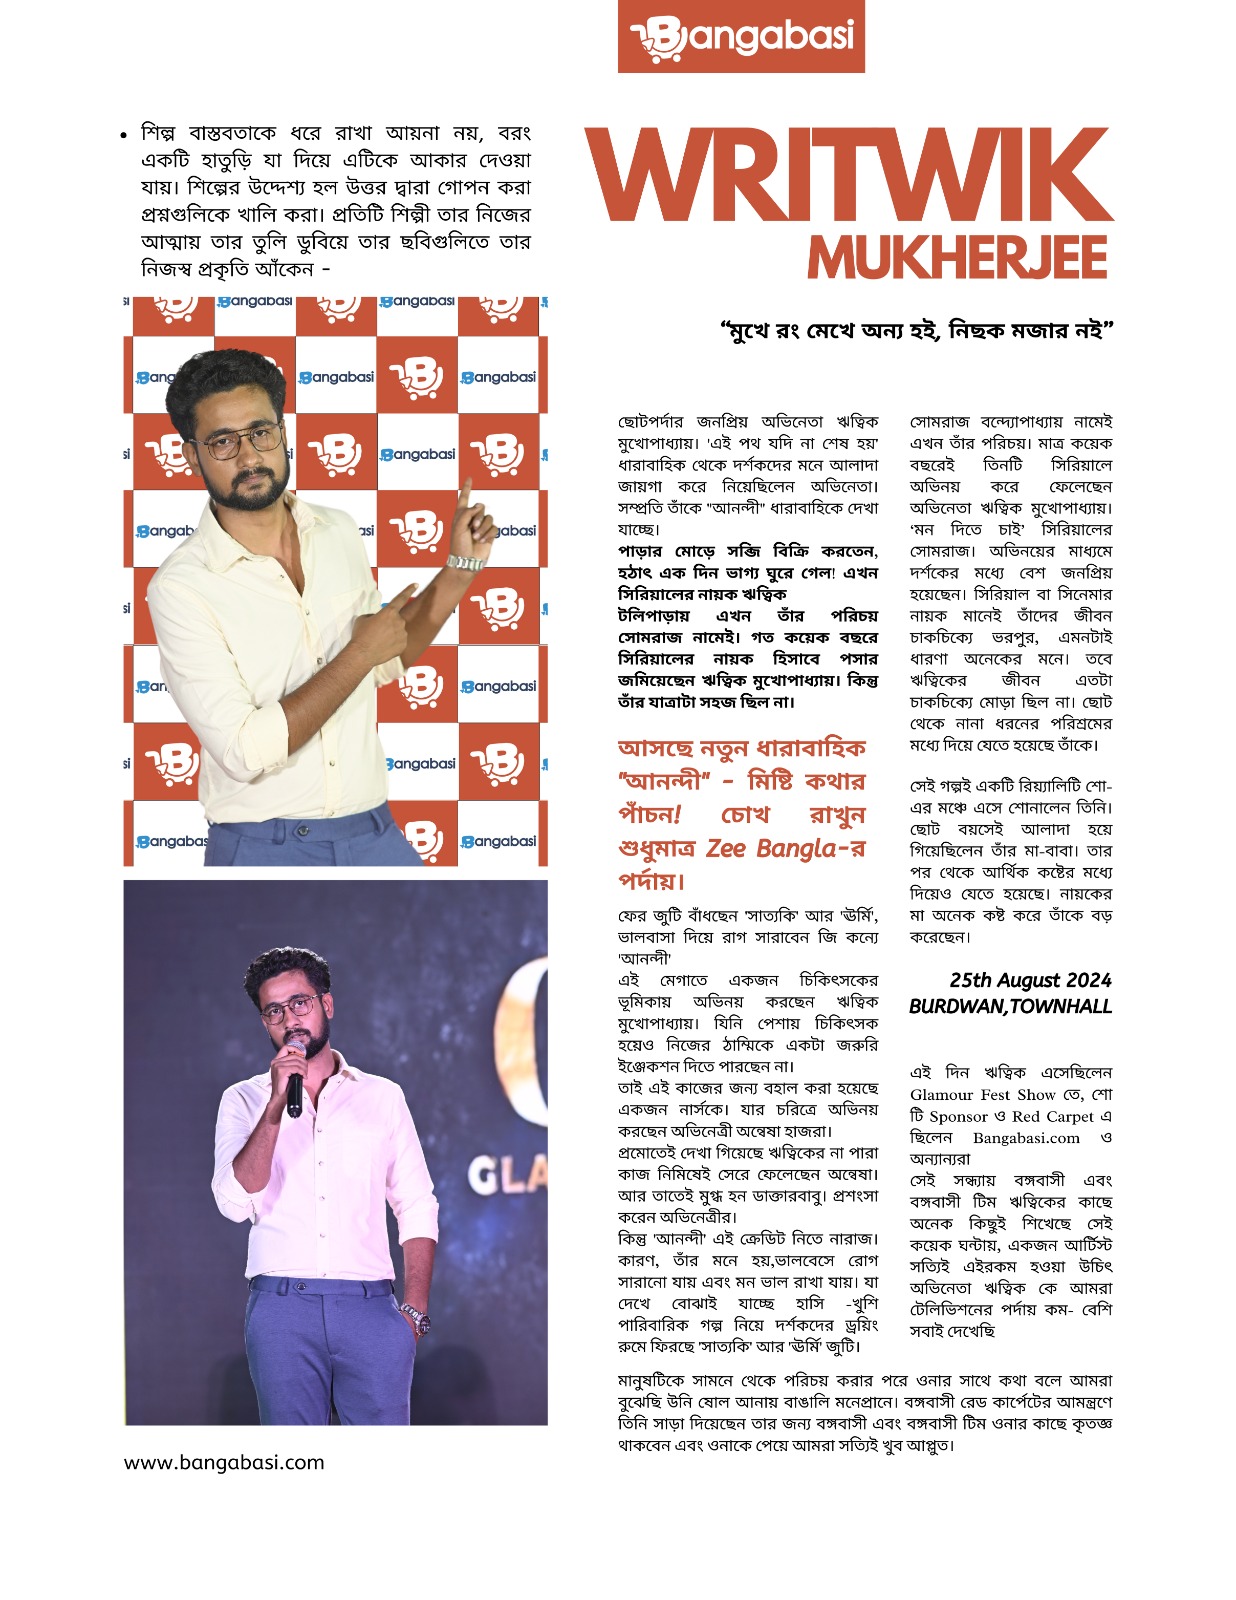 Bangabasi
• শিল্প বাস্তবতাকে ধরে রাখা আয়না নয়, বরং
একটি হাতুড়ি যা দিয়ে এটিকে আকার দেওয়া
যায়। শিল্পের উদ্দেশ্য হল উত্তর দ্বারা গোপন করা
প্রশ্নগুলিকে খালি করা। প্রতিটি শিল্পী তার নিজের
আত্মায় তার তুলি ডুবিয়ে তার ছবিগুলিতে তার
নিজস্ব প্রকৃতি আঁকেন -
WRITWIK
MUKHERJEE
“মুখে রং মেখে অন্য হই, নিছক মজার নই”
ছোটপর্দার জনপ্রিয় অভিনেতা ঋত্বিক
মুখোপাধ্যায়। 'এই পথ যদি না শেষ হয়'
ধারাবাহিক থেকে দর্শকদের মনে আলাদা
জায়গা করে নিয়েছিলেন অভিনেতা।
সম্প্রতি তাঁকে "আনন্দী" ধারাবাহিকে দেখা
যাচ্ছে।
পাড়ার মোড়ে সব্জি বিক্রি করতেন,
হঠাৎ এক দিন ভাগ্য ঘুরে গেল! এখন
সিরিয়ালের নায়ক ঋত্বিক
টলিপাড়ায় এখন তাঁর পরিচয়
সোমরাজ নামেই। গত কয়েক বছরে
সিরিয়ালের নায়ক হিসাবে পসার
জমিয়েছেন ঋত্বিক মুখোপাধ্যায়। কিন্তু
তাঁর যাত্রাটা সহজ ছিল না।
আসছে নতুন ধারাবাহিক
"আনন্দী" - মিষ্টি কথার
পাঁচন! চোখ রাখুন
শুধুমাত্র Zee Bangla-র
পর্দায়।
ফের জুটি বাঁধছেন 'সাত্যকি' আর 'ঊর্মি',
ভালবাসা দিয়ে রাগ সারাবেন জি কন্যে
'আনন্দী'
এই মেগাতে একজন চিকিৎসকের
ভূমিকায় অভিনয় করছেন ঋত্বিক
মুখোপাধ্যায়। যিনি পেশায় চিকিৎসক
হয়েও নিজের ঠাম্মিকে একটা জরুরি
ইঞ্জেকশন দিতে পারছেন না।
তাই এই কাজের জন্য বহাল করা হয়েছে
একজন নার্সকে। যার চরিত্রে অভিনয়
করছেন অভিনেত্রী অন্বেষা হাজরা।
প্রমোতেই দেখা গিয়েছে ঋত্বিকের না পারা
কাজ নিমিষেই সেরে ফেলেছেন অন্বেষা।
আর তাতেই মুগ্ধ হন ডাক্তারবাবু। প্রশংসা
করেন অভিনেত্রীর।
কিন্তু 'আনন্দী' এই ক্রেডিট নিতে নারাজ।
কারণ, তাঁর মনে হয়,ভালবেসে রোগ
সারানো যায় এবং মন ভাল রাখা যায়। যা
দেখে বোঝাই যাচ্ছে হাসি -খুশি
পারিবারিক গল্প নিয়ে দর্শকদের ড্রয়িং
রুমে ফিরছে 'সাত্যকি' আর 'ঊর্মি' জুটি।
সোমরাজ বন্দ্যোপাধ্যায় নামেই
এখন তাঁর পরিচয়। মাত্র কয়েক
বছরেই তিনটি সিরিয়ালে
অভিনয় করে ফেলেছেন
অভিনেতা ঋত্বিক মুখোপাধ্যায়।
‘মন দিতে চাই’ সিরিয়ালের
সোমরাজ। অভিনয়ের মাধ্যমে
দর্শকের মধ্যে বেশ জনপ্রিয়
হয়েছেন। সিরিয়াল বা সিনেমার
নায়ক মানেই তাঁদের জীবন
চাকচিক্যে ভরপুর, এমনটাই
ধারণা অনেকের মনে। তবে
ঋত্বিকের জীবন এতটা
চাকচিক্যে মোড়া ছিল না। ছোট
থেকে নানা ধরনের পরিশ্রমের
মধ্যে দিয়ে যেতে হয়েছে তাঁকে।
সেই গল্পই একটি রিয়্যালিটি শো-
এর মঞ্চে এসে শোনালেন তিনি।
ছোট বয়সেই আলাদা হয়ে
গিয়েছিলেন তাঁর মা-বাবা। তার
পর থেকে আর্থিক কষ্টের মধ্যে
দিয়েও যেতে হয়েছে। নায়কের
মা অনেক কষ্ট করে তাঁকে বড়
করেছেন।
25th August 2024
BURDWAN,TOWNHALL
এই দিন ঋত্বিক এসেছিলেন
Glamour Fest Show তে, শো
টি Sponsor ও Red Carpet এ
ছিলেন Bangabasi.com ও
অন্যান্যরা
সেই সন্ধ্যায় বঙ্গবাসী এবং
বঙ্গবাসী টিম ঋত্বিকের কাছে
অনেক কিছুই শিখেছে সেই
কয়েক ঘন্টায়, একজন আর্টিস্ট
সত্যিই এইরকম হওয়া উচিৎ
অভিনেতা ঋত্বিক কে আমরা
টেলিভিশনের পর্দায় কম- বেশি
সবাই দেখেছি
মানুষটিকে সামনে থেকে পরিচয় করার পরে ওনার সাথে কথা বলে আমরা
বুঝেছি উনি ষোল আনায় বাঙালি মনেপ্রানে। বঙ্গবাসী রেড কার্পেটের আমন্ত্রণে
তিনি সাড়া দিয়েছেন তার জন্য বঙ্গবাসী এবং বঙ্গবাসী টিম ওনার কাছে কৃতজ্ঞ
থাকবেন এবং ওনাকে পেয়ে আমরা সত্যিই খুব আপ্লুত।
GLA
www.bangabasi.com